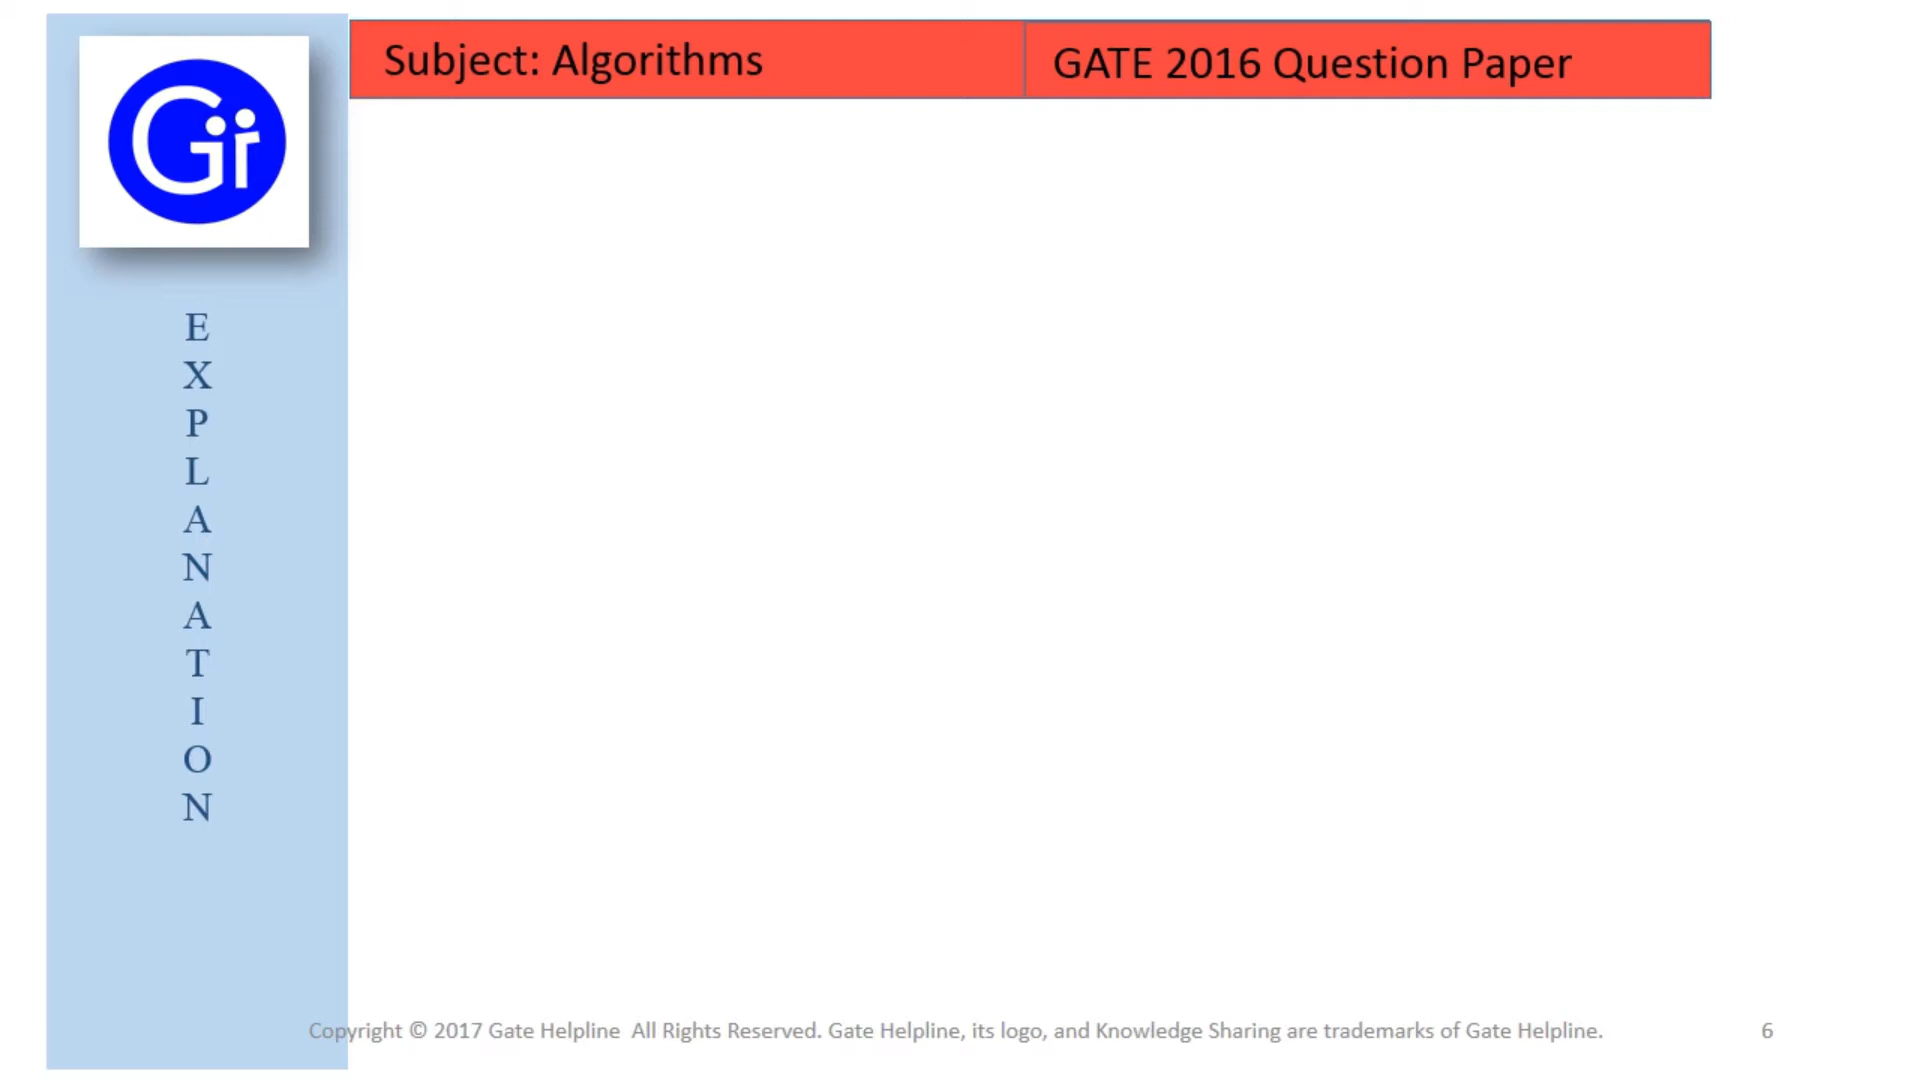 Subject: Algorithms
GATE 2016 Question Paper
Gr
E
X
P
L
A
N
A
T
I
O
N
Copyright © 2017 Gate Helpline All Rights Reserved. Gate Helpline, its logo, and Knowledge Sharing are trademarks of Gate Helpline.
6